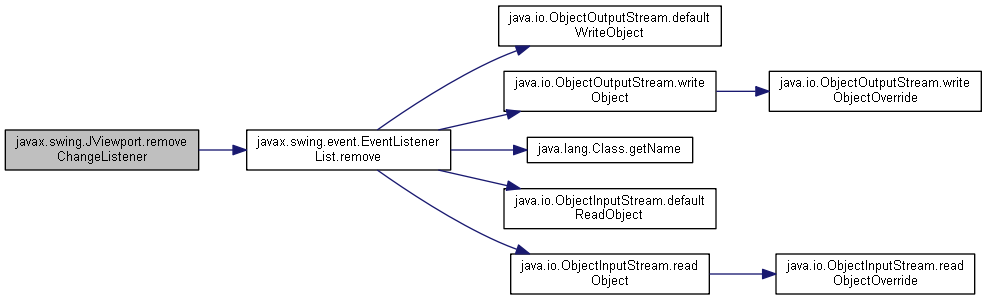 java.io.ObjectOutputStream.default
WriteObject
java.io.ObjectOutputStream.write
Object
java.io.ObjectOutputStream.write
ObjectOverride
javax.swing.JViewport.remove
ChangeListener
javax.swing.event.EventListener
List.remove
java.lang.Class.getName
java.io.ObjectInputStream.default
ReadObject
java.io.ObjectInputStream.read
Object
java.io.ObjectInputStream.read
ObjectOverride